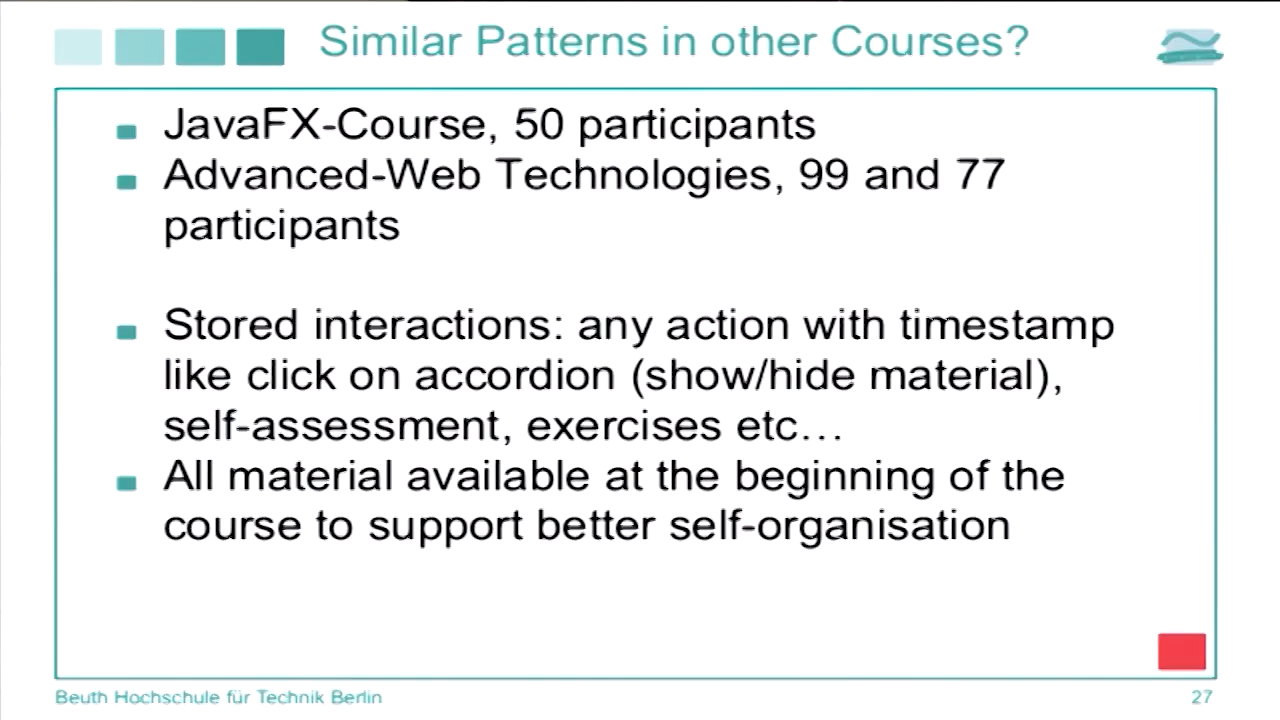 Similar Patterns in other Courses?
JavaFX-Course, 50 participants
Advanced-Web Technologies, 99 and 77
participants
Stored interactions: any action with timestamp
like click on accordion (show/hide material),
self-assessment, exercises etc…
All material available at the beginning of the
course to support better self-organisation
Beuth Hochschule für Technik Berlin
27